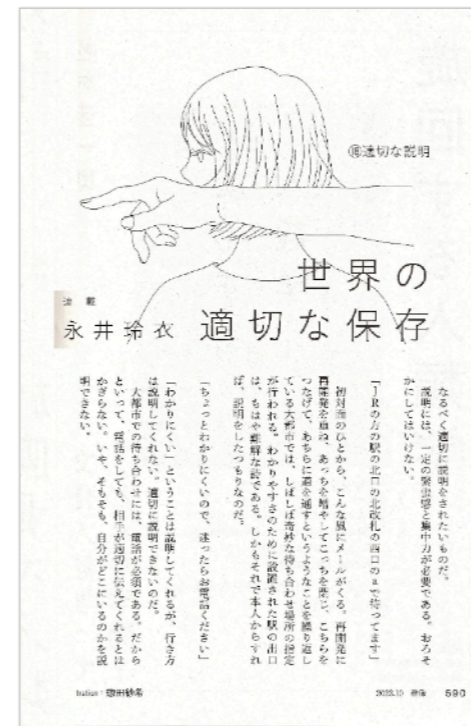 ⑱適切な説明
世界の
適切な保存
連載
永井玲衣
なるべく適切に説明をされたいものだ。
説明には、一定の緊張感と集中力が必要である。おろそ
かにしてはいけない。
「JRの方の駅の北口の北改札の西口のaで待ってます」
初対面のひとから、こんな風にメールがくる。再開発に
再開発を重ね、あっちを増やしてこっちを閉じ、こちらを
つなげて、あちらに道を通すというようなことを繰り返し
ている大都市では、しばしば奇妙な待ち合わせ場所の指定
が行われる。わかりやすさのために設置された駅の出口
は、もはや難解な詩である。しかもそれで本人からすれ
ば、説明をしたつもりなのだ。
「ちょっとわかりにくいので、迷ったらお電話ください」
「わかりにくい」ということは説明してくれるが、行き方
は説明してくれない。適切に説明できないのだ。
大都市での待ち合わせには、電話が必須である。だから
といって、電話をしても、相手が適切に伝えてくれるとは
かぎらない。いや、そもそも、自分がどこにいるのかを説
明できない。
2023.10 群像 590